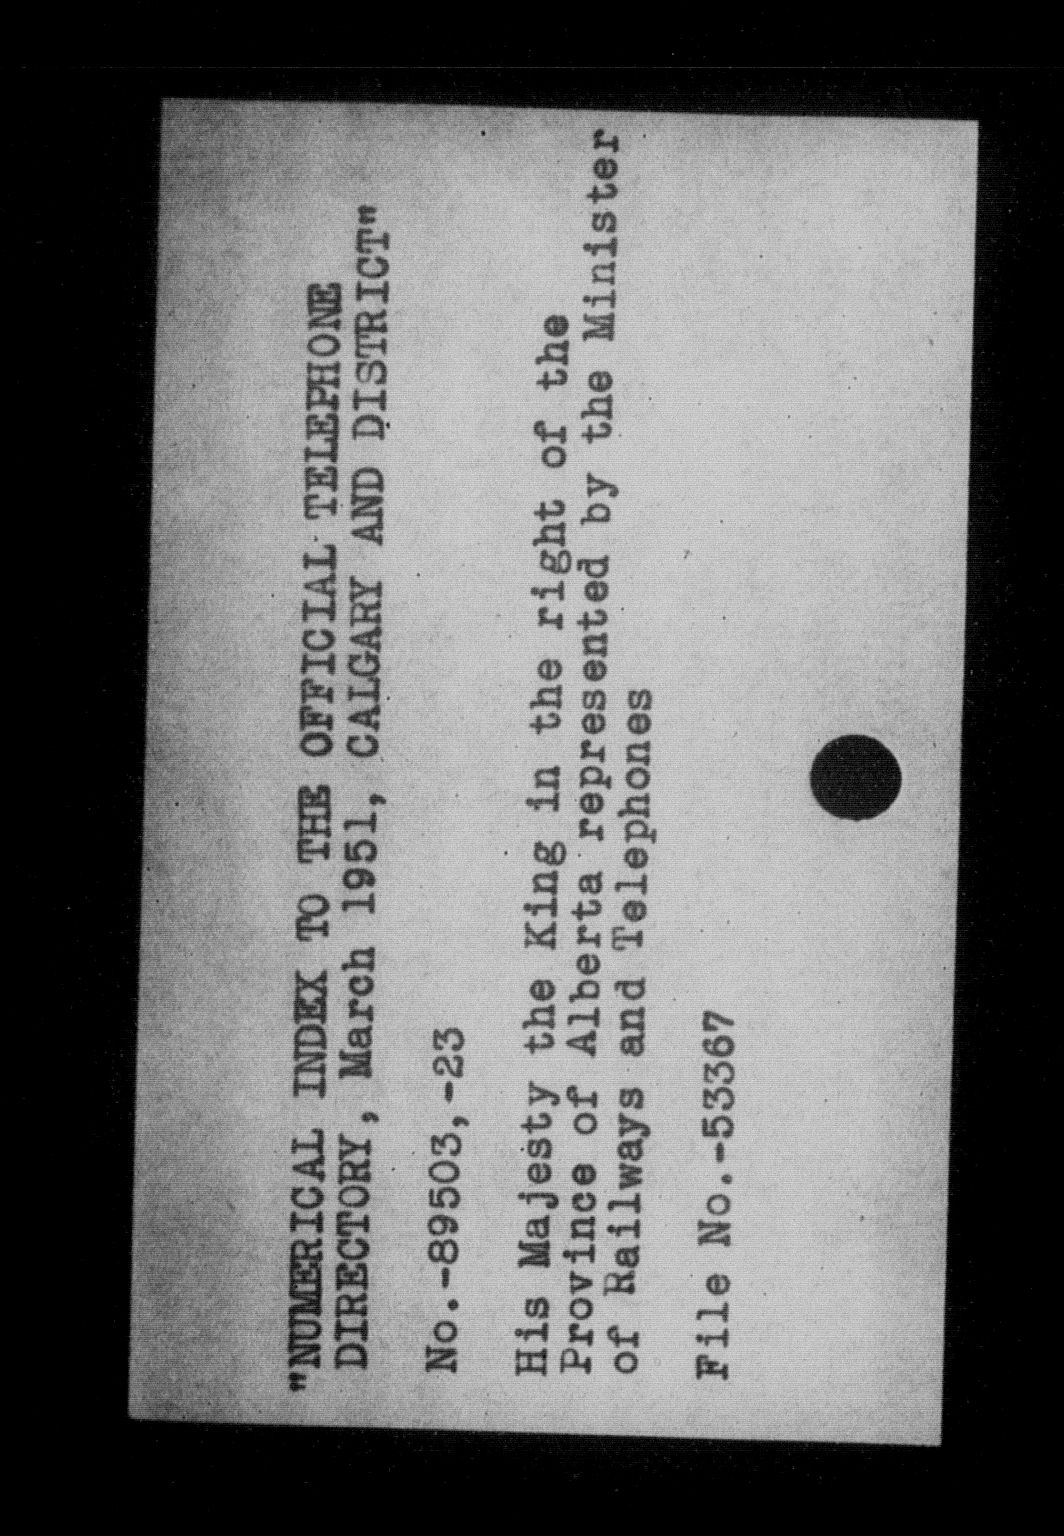 "NUMERICAL INDEX TO THE OFFICIAL TELEPHONE
DIRECTORY, March 1951, CALGARY AND DISTRICT"
No.-89503,-23
His Majesty the King in the right of the
Province of Alberta represented by the Minister
of Railways and Telephones
File No.-53367